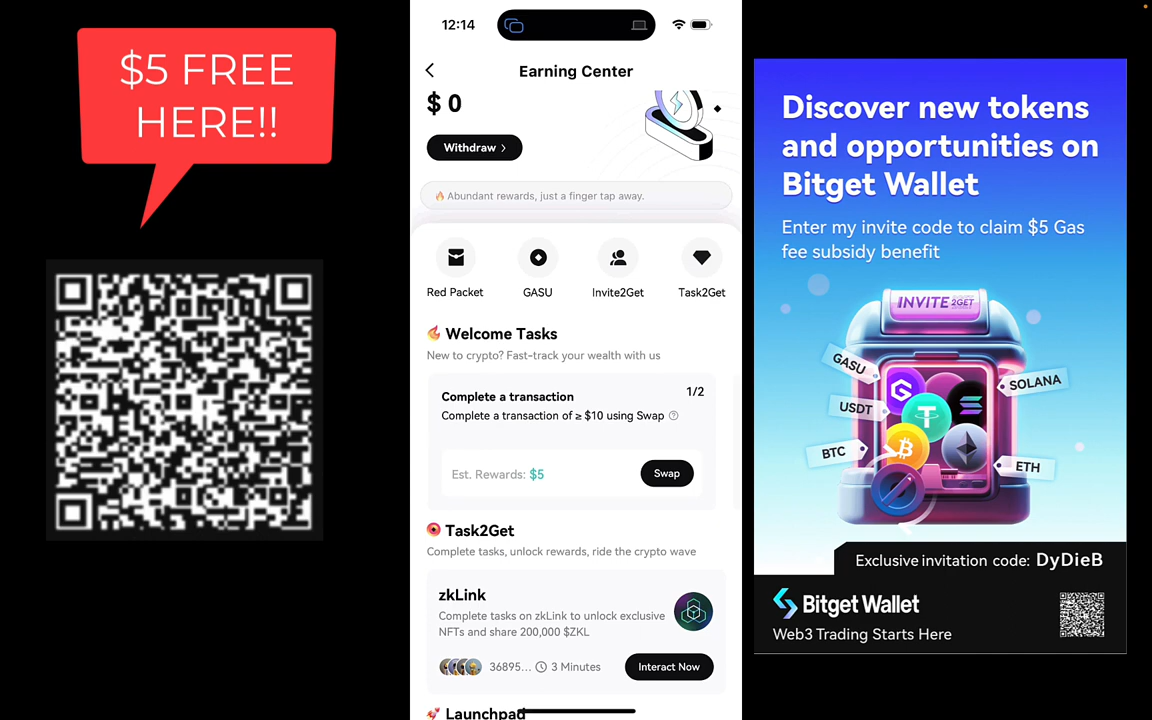 $5 FREE
HERE!!
12:14
Earning Center
$ 0
Withdraw
Abundant rewards, just a finger tap away.
Red Packet
GASU
Invite2Get
Task2Get
Welcome Tasks
New to crypto? Fast-track your wealth with us
Complete a transaction
1/2
Complete a transaction of ≥ $10 using Swap
Est. Rewards: $5
Swap
Task2Get
Complete tasks, unlock rewards, ride the crypto wave
zkLink
Complete tasks on zkLink to unlock exclusive
NFTs and share 200,000 $ZKL
36895...
3 Minutes
Interact Now
Launchpad
Discover new tokens
and opportunities on
Bitget Wallet
Enter my invite code to claim $5 Gas
fee subsidy benefit
INVITE 2GET
GASU
SOLANA
USDT
BTC
ETH
Exclusive invitation code: DyDieB
Bitget Wallet
Web3 Trading Starts Here